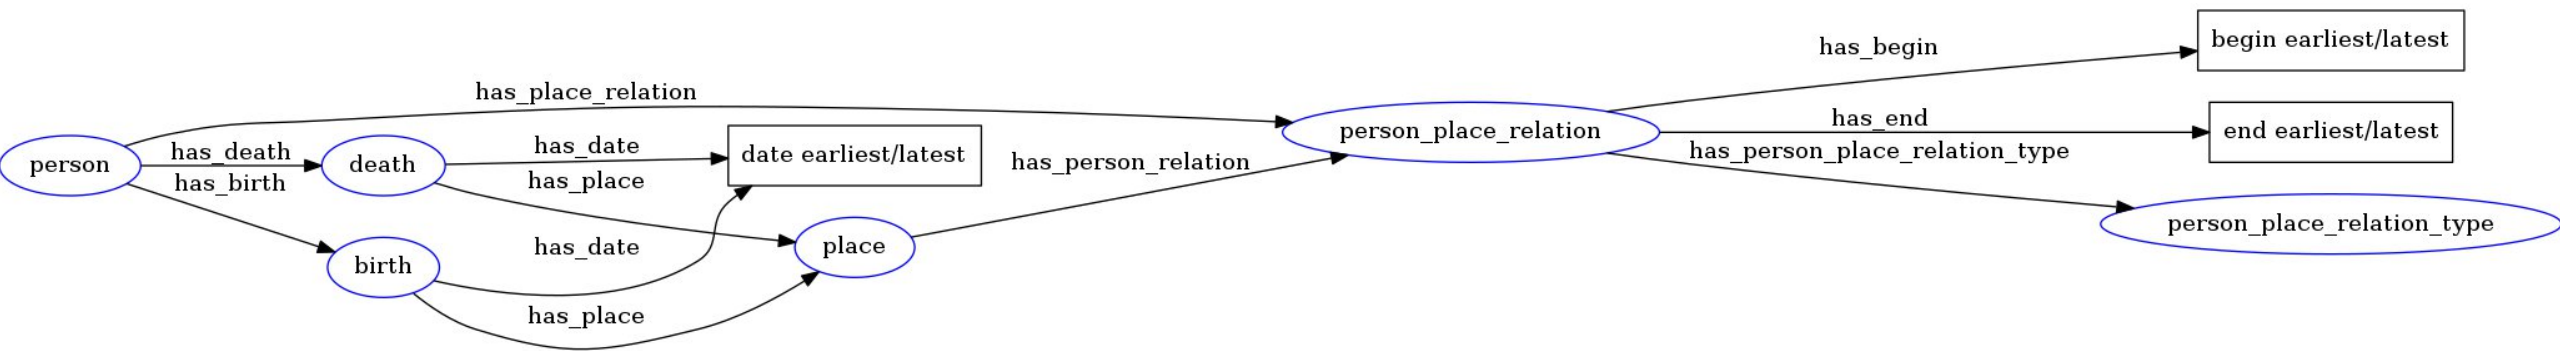 begin earliest/latest
has_begin
has_place_relation
has_end
end earliest/latest
person_place_relation
has_death
has_date
date earliest/latest
has_person_relation
has_person_place_relation_type
person
death
has_birth
has_place
person_place_relation_type
has_date
place
birth
has_place